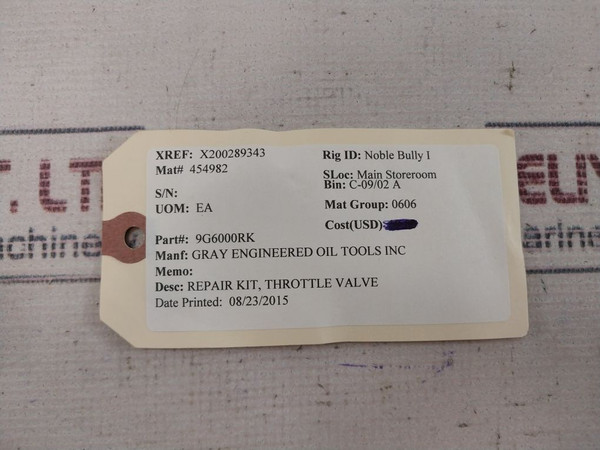 XREF: X200289343
Mat# 454982
S/N:
UOM: EA
Part#: 9G6000RK
Manf: GRAY ENGINEERED OIL TOOLS INC
Memo:
Desc: REPAIR KIT, THROTTLE VALVE
Date Printed: 08/23/2015
Rig ID: Noble Bully I
SLoc: Main Storeroom
Bin: C-09/02 A
Mat Group: 0606
Cost(USD)
T. LTD